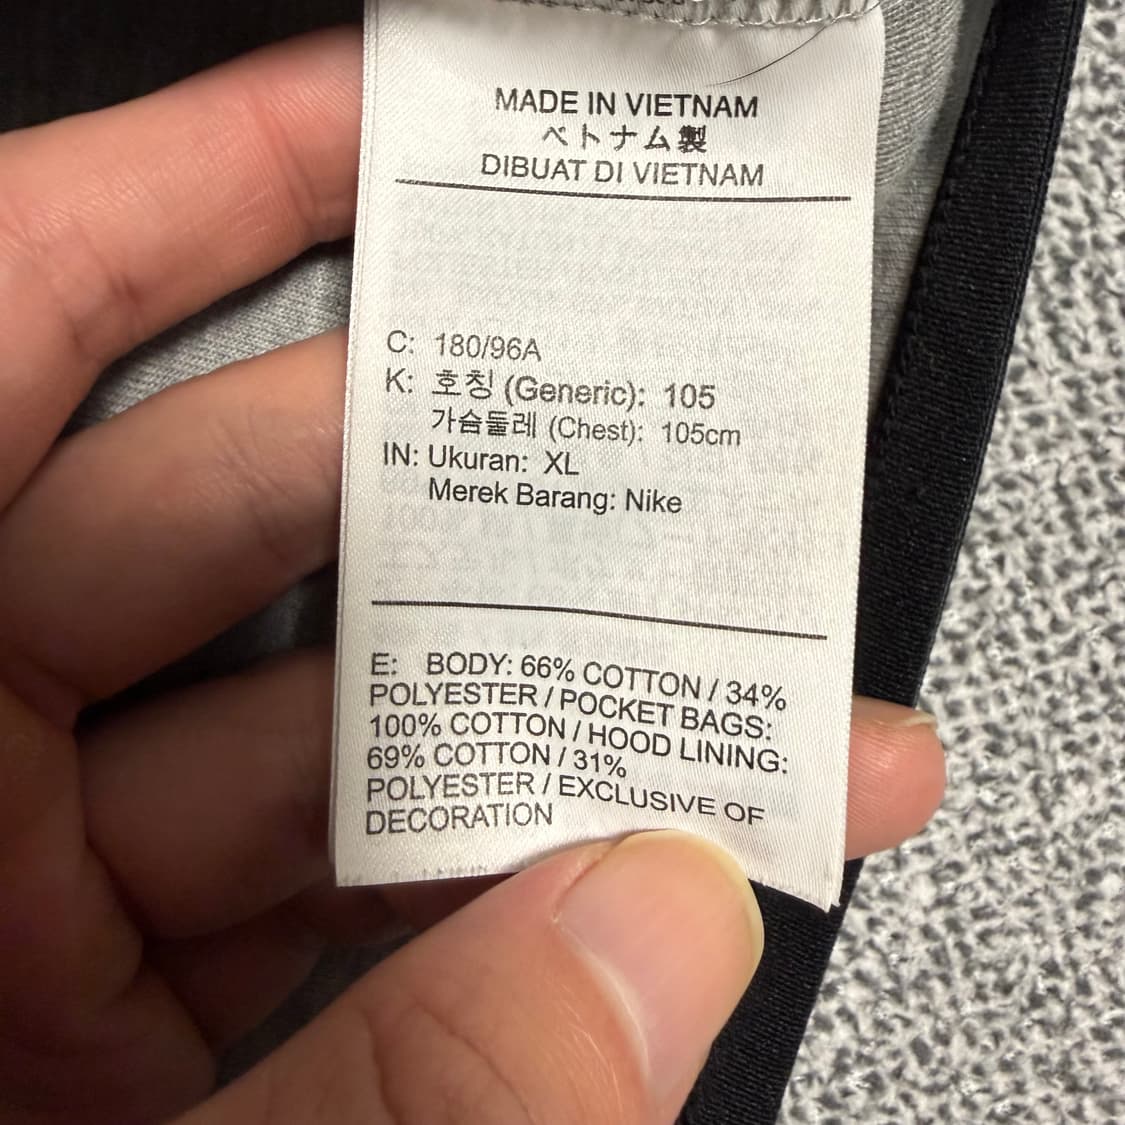 MADE IN VIETNAM
ベトナム製
DIBUAT DI VIETNAM
C: 180/96A
K: 호칭 (Generic): 105
가슴둘레 (Chest): 105cm
IN: Ukuran: XL
Merek Barang: Nike
E: BODY: 66% COTTON / 34%
POLYESTER / POCKET BAGS:
100% COTTON / HOOD LINING:
69% COTTON / 31%
POLYESTER / EXCLUSIVE OF
DECORATION